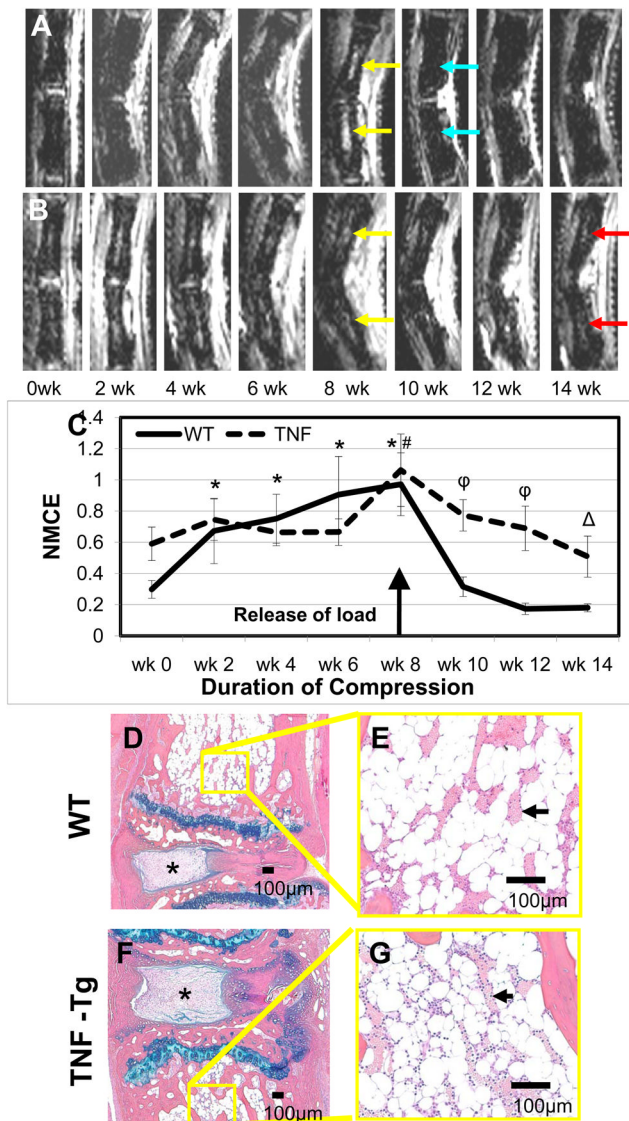 A
B
0wk 2 wk 4 wk 6 wk 8 wk 10 wk 12 wk 14 wk
C
WT TNF
1.4
1.2
1
0.8
0.6
0.4
0.2
0
NMCE
* * * *# φ φ Δ
Release of load
wk 0 wk 2 wk 4 wk 6 wk 8 wk 10 wk 12 wk 14
Duration of Compression
WT
D
*
100µm
E
100µm
TNF -Tg
F
*
100µm
G
100µm